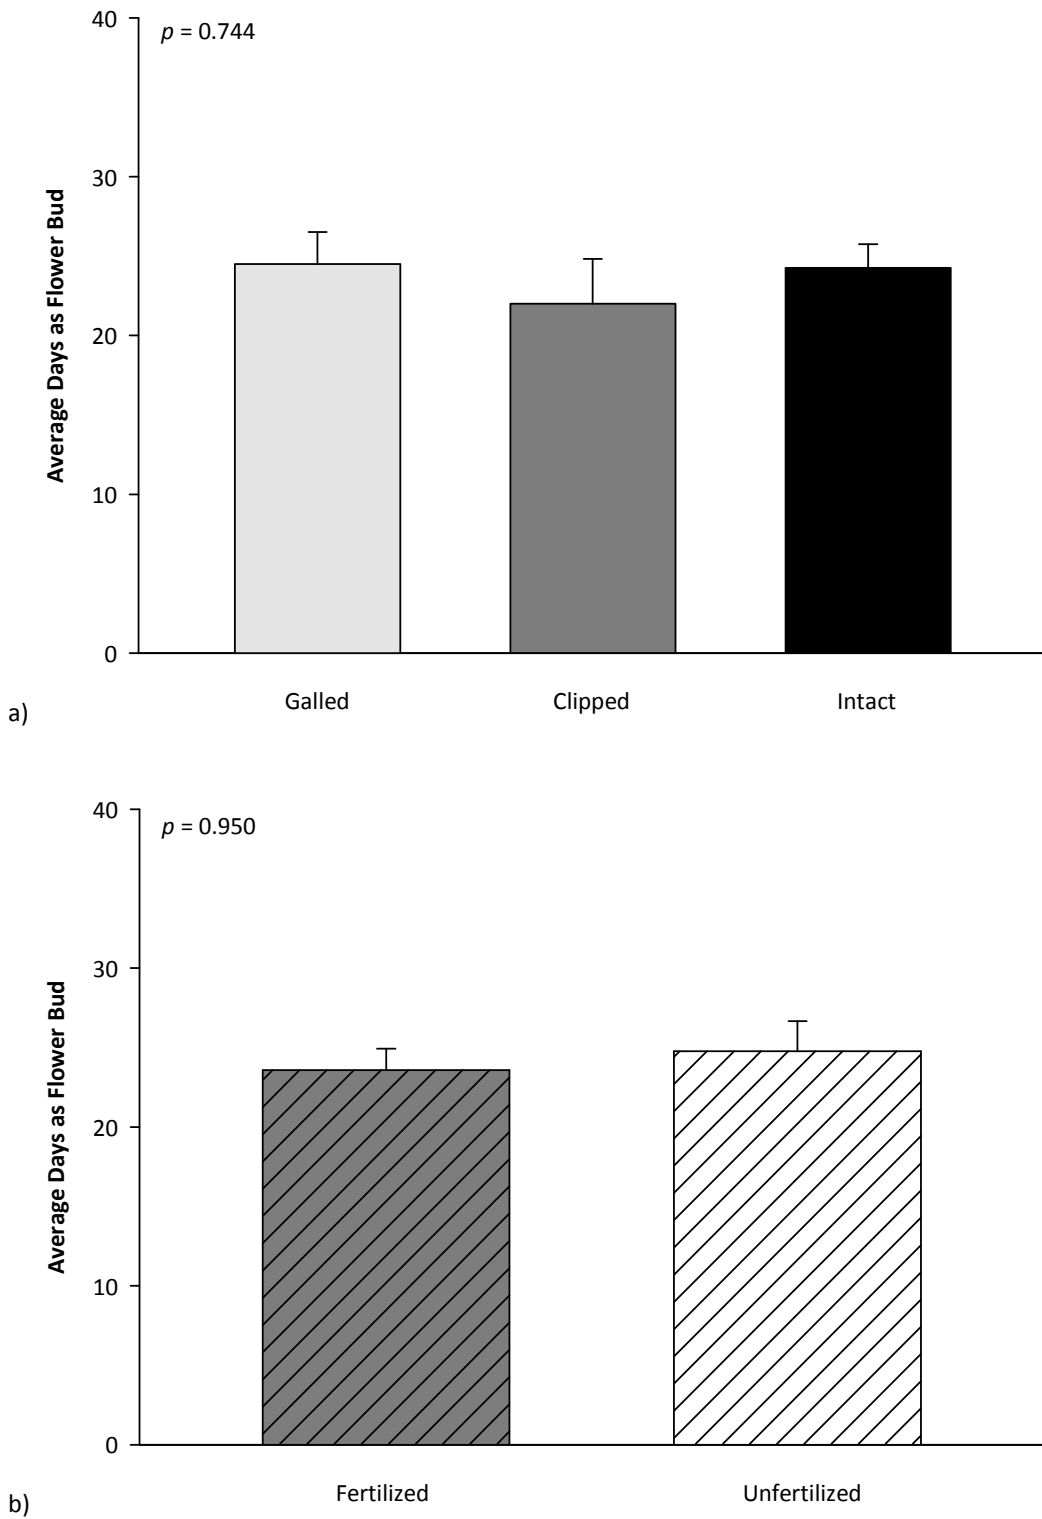 40
p = 0.744
30
20
10
0
Average Days as Flower Bud
Galled Clipped Intact
a)
40
p = 0.950
30
20
10
0
Average Days as Flower Bud
Fertilized Unfertilized
b)